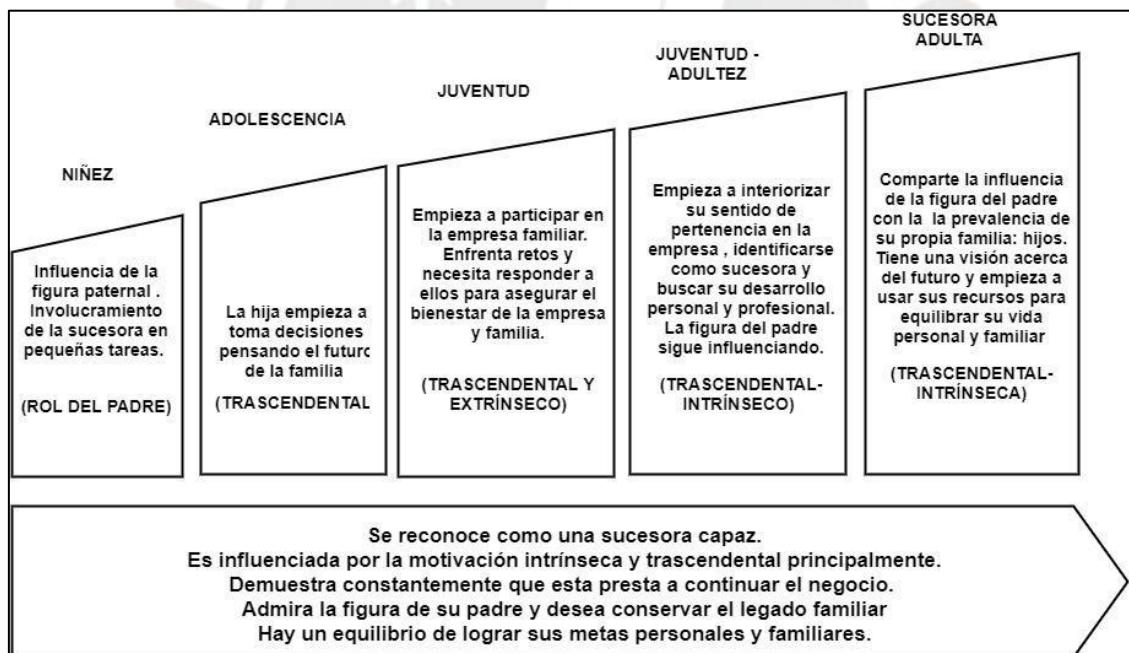 NIÑEZ
Influencia de la
figura paternal .
Involucramiento
de la sucesora en
pequeñas tareas.
(ROL DEL PADRE)
ADOLESCENCIA
La hija empieza a
toma decisiones
pensando el futuro
de la familia
(TRASCENDENTAL
JUVENTUD
Empieza a participar en
la empresa familiar.
Enfrenta retos y
necesita responder a
ellos para asegurar el
bienestar de la empresa
y familia.
(TRASCENDENTAL Y
EXTRÍNSECO)
JUVENTUD -
ADULTEZ
Empieza a interiorizar
su sentido de
pertenencia en la
empresa , identificarse
como sucesora y
buscar su desarrollo
personal y profesional.
La figura del padre
sigue influenciando.
(TRASCENDENTAL-
INTRÍNSECO)
SUCESORA
ADULTA
Comparte la influencia
de la figura del padre
con la la prevalencia de
su propia familia: hijos.
Tiene una visión acerca
del futuro y empieza a
usar sus recursos para
equilibrar su vida
personal y familiar
(TRASCENDENTAL-
INTRÍNSECA)
Se reconoce como una sucesora capaz.
Es influenciada por la motivación intrínseca y trascendental principalmente.
Demuestra constantemente que esta presta a continuar el negocio.
Admira la figura de su padre y desea conservar el legado familiar
Hay un equilibrio de lograr sus metas personales y familiares.